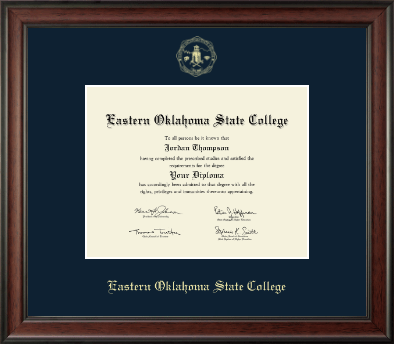 Eastern Oklahoma State College
To all persons be it known that
Jordan Thompson
having completed the prescribed studies and satisfied the
requirements for the degree
Your Diploma
has accordingly been admitted to that degree with all the
rights, privileges and immunities thereunto appertaining.
Eastern Oklahoma State College